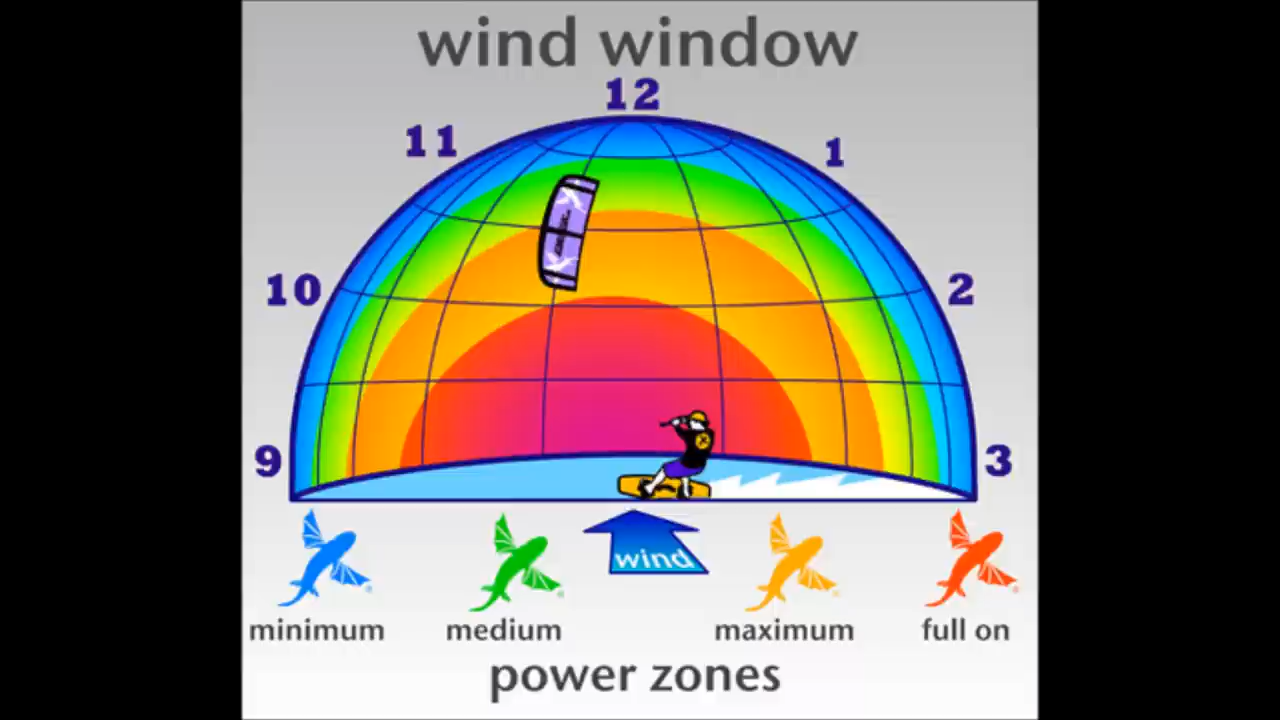 wind window
12
11
1
10
2
9
3
wind
minimum
medium
maximum
full on
power zones